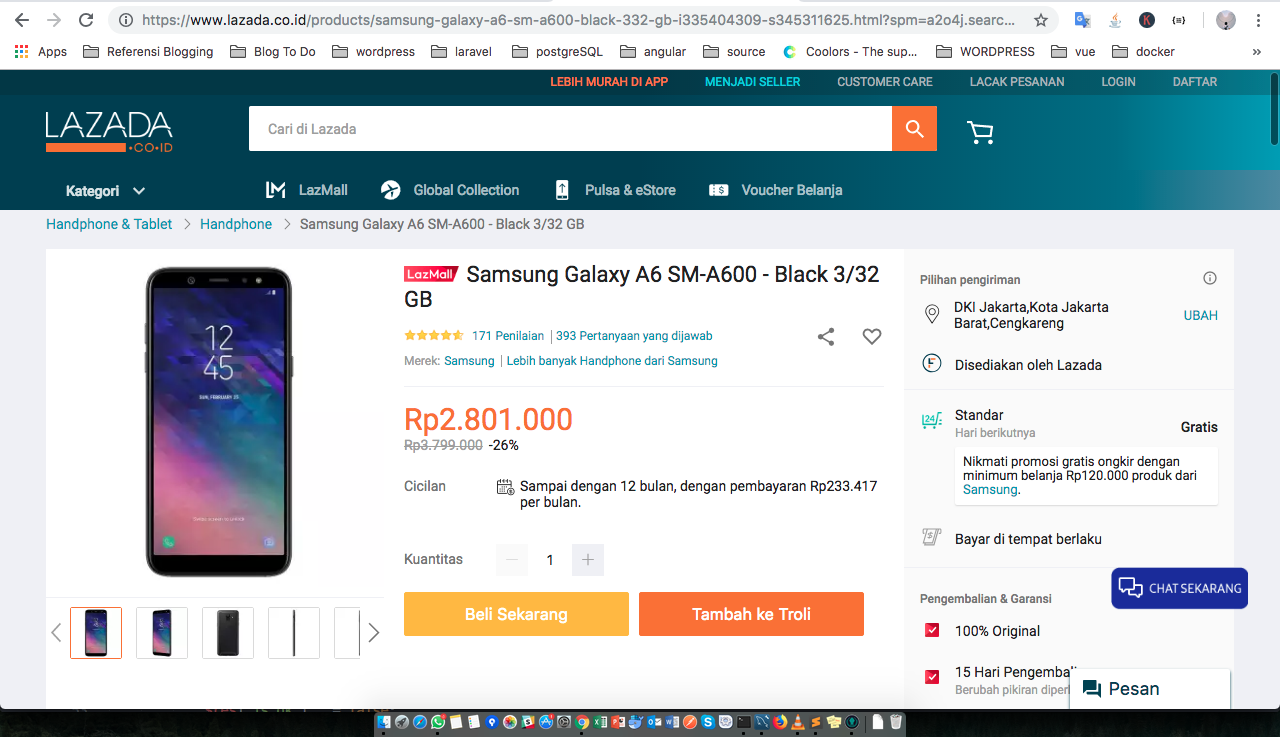 https://www.lazada.co.id/products/samsung-galaxy-a6-sm-a600-black-332-gb-i335404309-s345311625.html?spm=a2o4j.searc...
Apps Referensi Blogging Blog To Do wordpress laravel postgreSQL angular source Coolors - The sup... WORDPRESS vue docker »
LEBIH MURAH DI APP MENJADI SELLER CUSTOMER CARE LACAK PESANAN LOGIN DAFTAR
LAZADA
.CO.ID
Cari di Lazada
Kategori LazMall Global Collection Pulsa & eStore Voucher Belanja
Handphone & Tablet > Handphone > Samsung Galaxy A6 SM-A600 - Black 3/32 GB
12
45
SUN, FEBRUARY 25
LazMall Samsung Galaxy A6 SM-A600 - Black 3/32
GB
171 Penilaian | 393 Pertanyaan yang dijawab
Merek: Samsung | Lebih banyak Handphone dari Samsung
Rp2.801.000
Rp3.799.000 -26%
Cicilan
Sampai dengan 12 bulan, dengan pembayaran Rp233.417
per bulan.
Kuantitas − 1 +
Beli Sekarang Tambah ke Troli
Pilihan pengiriman
DKI Jakarta,Kota Jakarta
Barat,Cengkareng
UBAH
Disediakan oleh Lazada
Standar
Hari berikutnya
Gratis
Nikmati promosi gratis ongkir dengan
minimum belanja Rp120.000 produk dari
Samsung.
Bayar di tempat berlaku
CHAT SEKARANG
Pengembalian & Garansi
100% Original
15 Hari Pengembali
Berubah pikiran diperl
Pesan